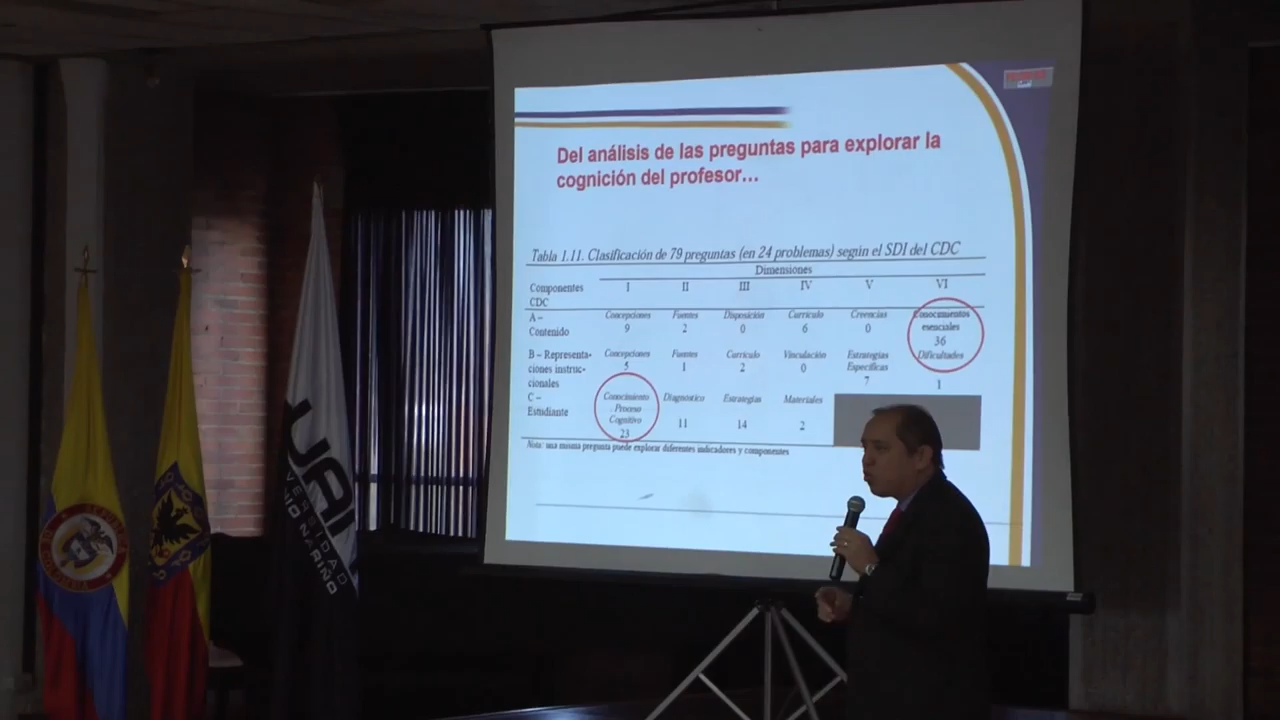 Del análisis de las preguntas para explorar la
cognición del profesor...
Tabla 1.11. Clasificación de 79 preguntas (en 24 problemas) según el SDI del CDC
Dimensiones
Componentes CDC I II III IV V VI
A – Contenido Concepciones 9 Fuentes 2 Disposición 0 Currículo 6 Creencias 0 Conocimientos esenciales 36
B – Representaciones instruccionales Concepciones 5 Fuentes 1 Currículo 2 Vinculación 0 Estrategias Específicas 7 Dificultades 1
C – Estudiante Conocimiento Proceso Cognitivo 23 Diagnóstico 11 Estrategias 14 Materiales 2
Nota: una misma pregunta puede explorar diferentes indicadores y componentes
UAN
NARIÑO